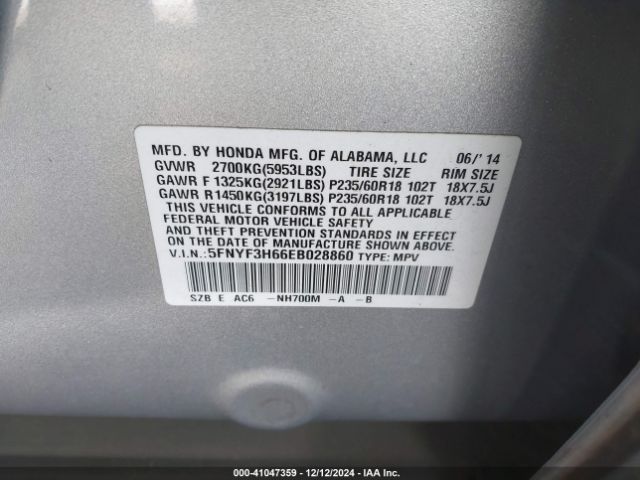 MFD. BY HONDA MFG. OF ALABAMA, LLC 06/'14
GVWR 2700KG(5953LBS) TIRE SIZE RIM SIZE
GAWR F 1325KG(2921LBS) P235/60R18 102T 18X7.5J
GAWR R1450KG(3197LBS) P235/60R18 102T 18X7.5J
THIS VEHICLE CONFORMS TO ALL APPLICABLE
FEDERAL MOTOR VEHICLE SAFETY, BUMPER,
AND THEFT PREVENTION STANDARDS IN EFFECT
ON THE DATE OF MANUFACTURE SHOWN ABOVE.
V.I.N.:5FNYF3H66EB028860 TYPE: MPV
SZB E AC6 -NH700M -A -B
000-41047359 • 12/12/2024 - IAA Inc.